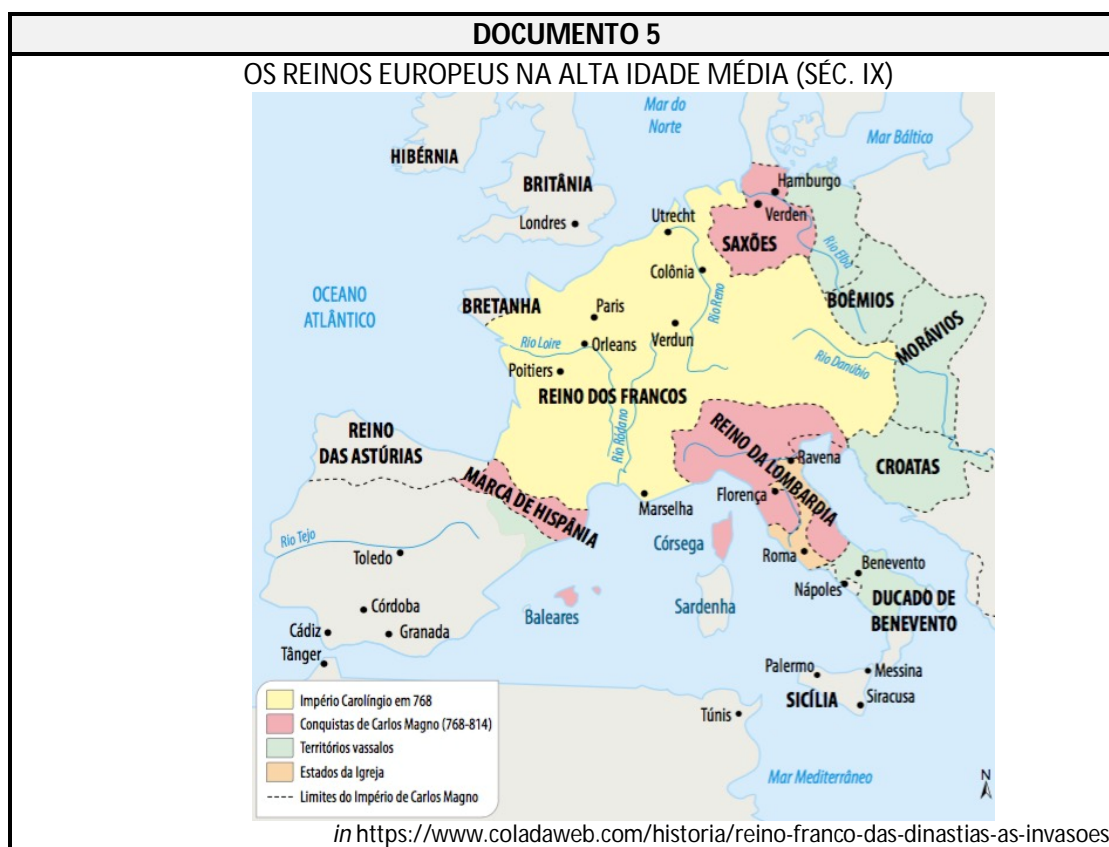 DOCUMENTO 5
OS REINOS EUROPEUS NA ALTA IDADE MÉDIA (SÉC. IX)
Mar do
Norte
Mar Báltico
HIBÉRNIA
BRITÂNIA
Londres
Hamburgo
Verden
Utrecht
SAXÕES
Rio Elba
Colônia
Rio Reno
OCEANO
ATLÂNTICO
BRETANHA
Paris
BOÊMIOS
Verdun
MORÁVIOS
Rio Loire
Orleans
Rio Danúbio
Poitiers
REINO DOS FRANCOS
Rio Ródano
REINO
DAS ASTÚRIAS
REINO DA LOMBARDIA
Ravena
CROATAS
MARCA DE HISPÂNIA
Florença
Marselha
Rio Tejo
Córsega
Toledo
Roma
Benevento
Nápoles
DUCADO DE
BENEVENTO
Córdoba
Baleares
Sardenha
Cádiz
Granada
Tânger
Palermo
Messina
SICÍLIA
Siracusa
Túnis
Império Carolíngio em 768
Conquistas de Carlos Magno (768-814)
Territórios vassalos
Estados da Igreja
Limites do Império de Carlos Magno
Mar Mediterrâneo
N
in https://www.coladaweb.com/historia/reino-franco-das-dinastias-as-invasoes